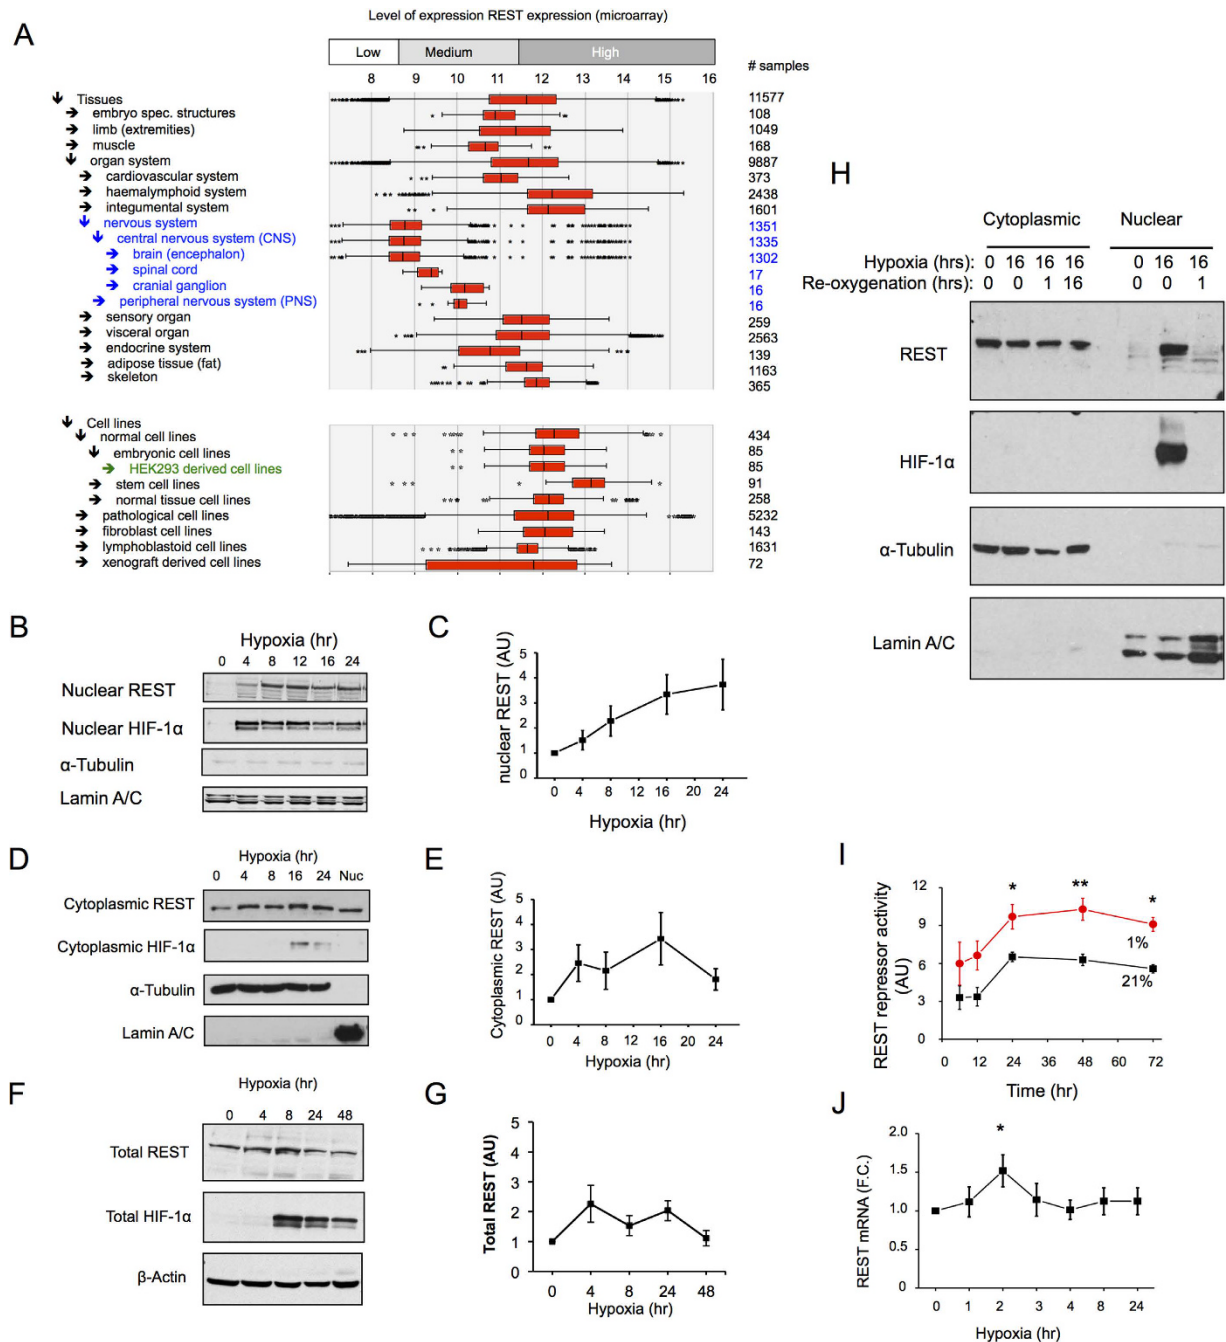 A
Level of expression REST expression (microarray)
Low Medium High
# samples
8 9 10 11 12 13 14 15 16
Tissues 11577
embryo spec. structures 108
limb (extremities) 1049
muscle 168
organ system 9887
cardiovascular system 373
haemalymphoid system 2438
integumental system 1601
nervous system 1351
central nervous system (CNS) 1335
brain (encephalon) 1302
spinal cord 17
cranial ganglion 16
peripheral nervous system (PNS) 16
sensory organ 259
visceral organ 2563
endocrine system 139
adipose tissue (fat) 1163
skeleton 365
Cell lines
normal cell lines 434
embryonic cell lines 85
HEK293 derived cell lines 85
stem cell lines 91
normal tissue cell lines 258
pathological cell lines 5232
fibroblast cell lines 143
lymphoblastoid cell lines 1631
xenograft derived cell lines 72
B
Hypoxia (hr)
0 4 8 12 16 24
Nuclear REST
Nuclear HIF-1α
α-Tubulin
Lamin A/C
C
nuclear REST (AU)
5
4
3
2
1
0
0 4 8 12 16 20 24
Hypoxia (hr)
D
Hypoxia (hr)
0 4 8 16 24 Nuc
Cytoplasmic REST
Cytoplasmic HIF-1α
α-Tubulin
Lamin A/C
E
Cytoplasmic REST (AU)
5
4
3
2
1
0
0 4 8 12 16 20 24
Hypoxia (hr)
F
Hypoxia (hr)
0 4 8 24 48
Total REST
Total HIF-1α
β-Actin
G
Total REST (AU)
5
4
3
2
1
0
0 4 8 24 48
Hypoxia (hr)
H
Cytoplasmic Nuclear
Hypoxia (hrs): 0 16 16 16 0 16 16
Re-oxygenation (hrs): 0 0 1 16 0 0 1
REST
HIF-1α
α-Tubulin
Lamin A/C
I
REST repressor activity (AU)
12
9
6
3
0
* ** *
1%
21%
0 12 24 36 48 60 72
Time (hr)
J
REST mRNA (F.C.)
2.0
1.5
1.0
0.5
0.0
*
0 1 2 3 4 8 24
Hypoxia (hr)